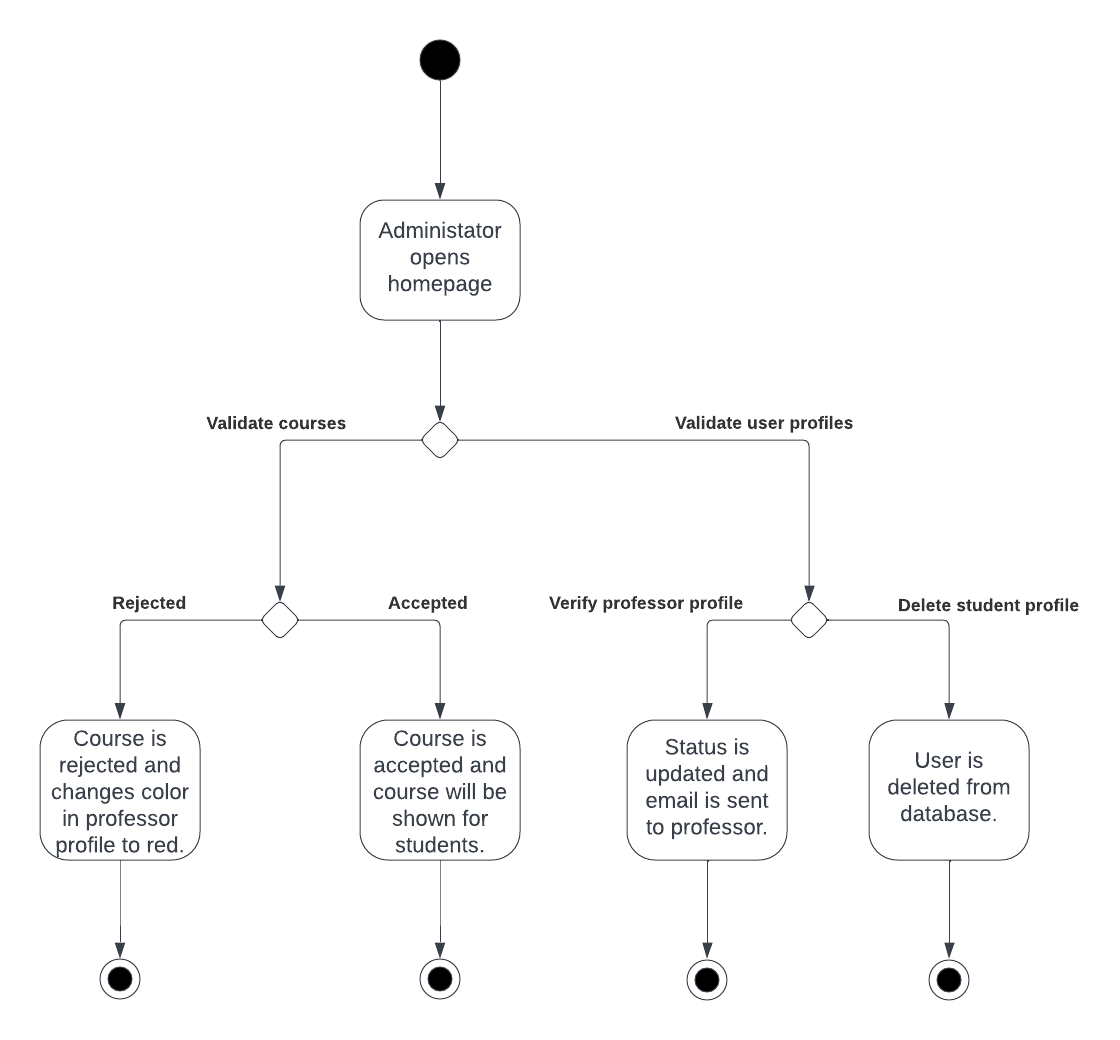 Administator
opens
homepage
Validate courses
Validate user profiles
Rejected
Accepted
Verify professor profile
Delete student profile
Course is
rejected and
changes color
in professor
profile to red.
Course is
accepted and
course will be
shown for
students.
Status is
updated and
email is sent
to professor.
User is
deleted from
database.